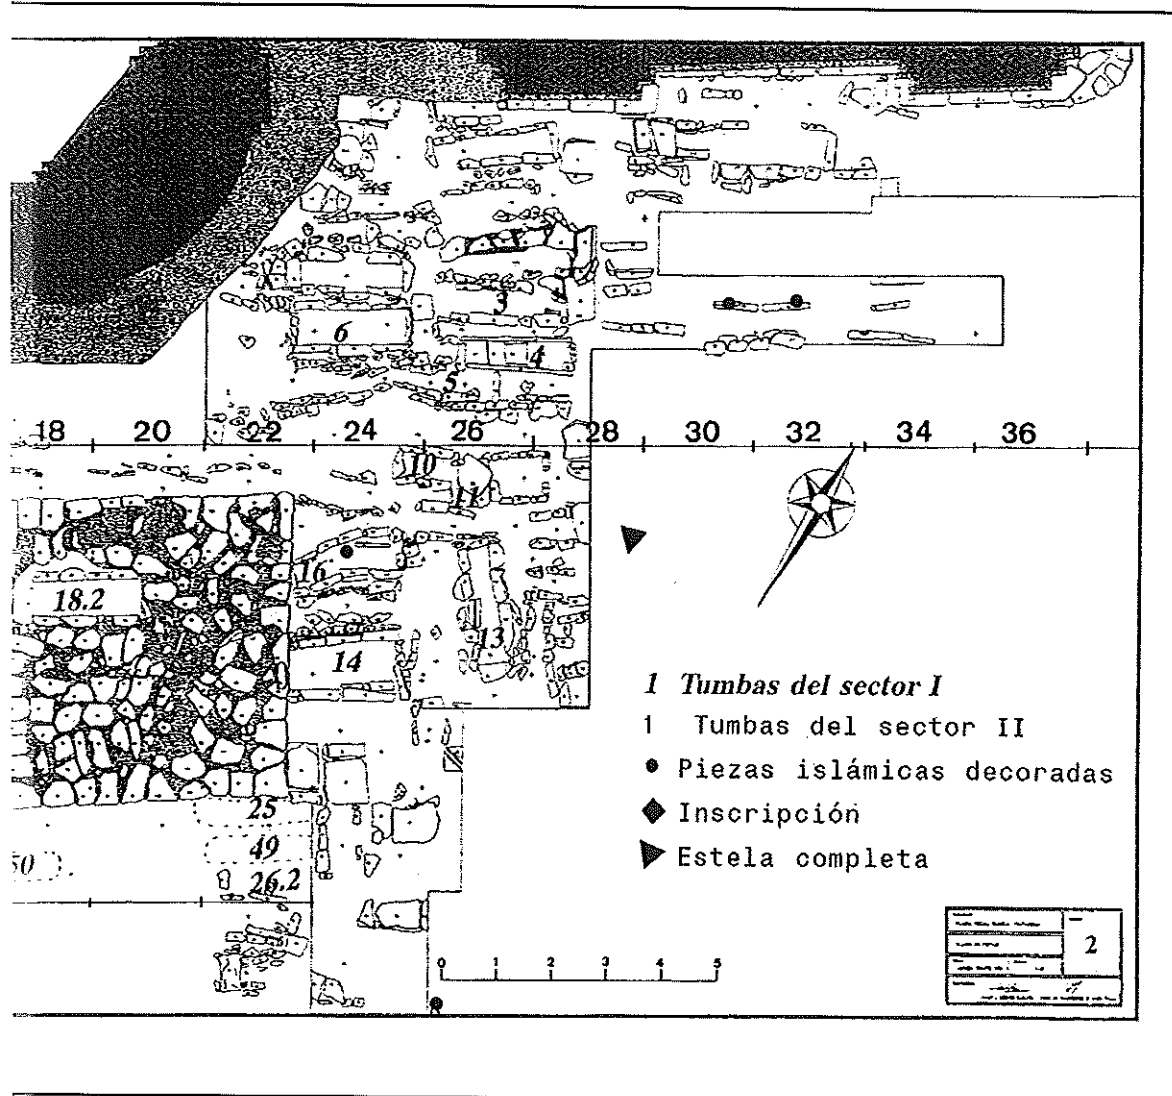 3
6
4
5
18 20 22 24 26 28 30 32 34 36
10
11
16
18.2
13
14
1 Tumbas del sector I
1 Tumbas del sector II
Piezas islámicas decoradas
Inscripción
Estela completa
25
49
50
26.2
2
0 1 2 3 4 5